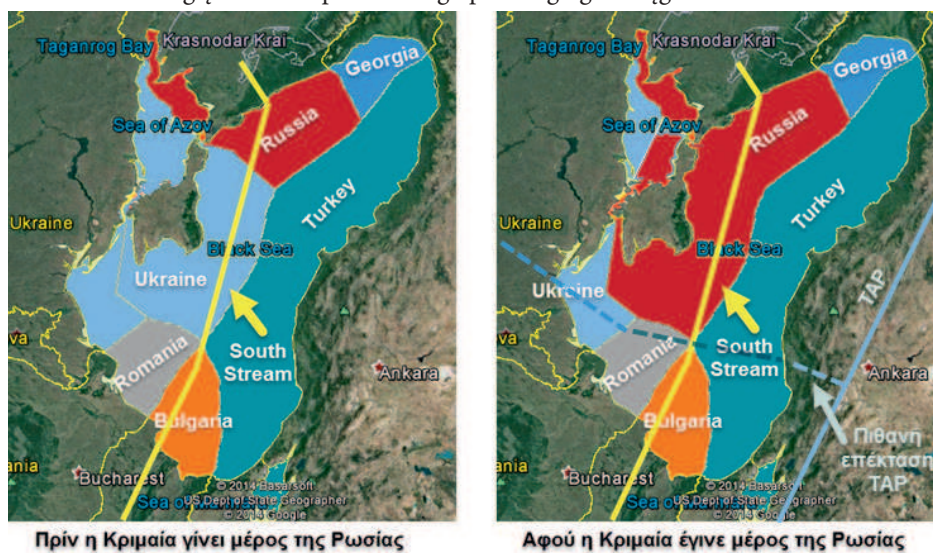 Taganrog Bay
Krasnodar Krai
Georgia
Sea of Azov
Russia
Turkey
Ukraine
Black Sea
Ukraine
Romania
South
Stream
Bulgaria
Ankara
Bucharest
© 2014 Basarsoft
US Dept of State Geographer
© 2014 Google
Πρίν η Κριμαία γίνει μέρος της Ρωσίας
Taganrog Bay
Krasnodar Krai
Georgia
Sea of Azov
Russia
Turkey
Ukraine
Black Sea
Ukraine
TAP
Romania
South
Stream
Ankara
Bulgaria
Πιθανή
επέκταση
TAP
Bucharest
© 2014 Basarsoft
US Dept of State Geographer
© 2014 Google
Αφού η Κριμαία έγινε μέρος της Ρωσίας